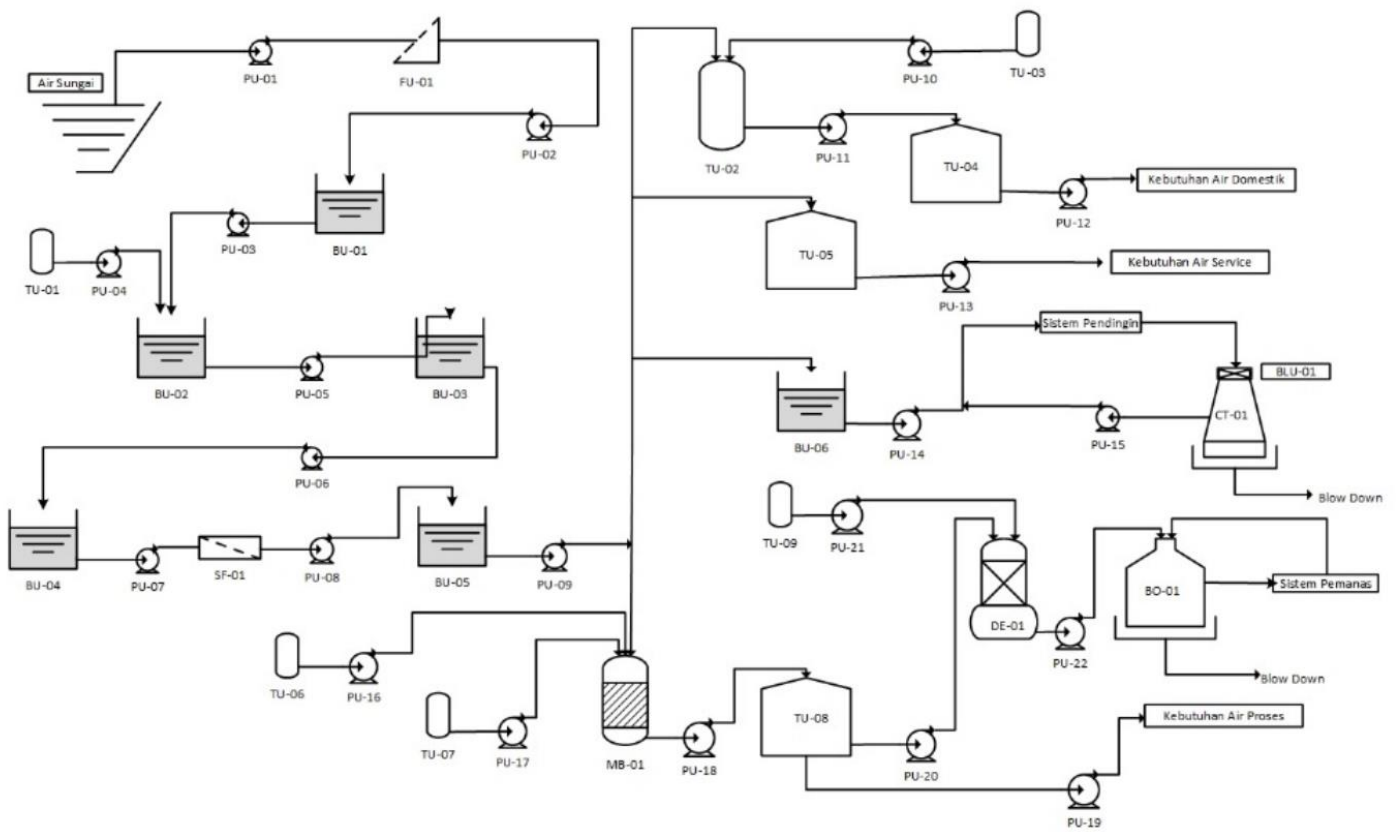 Air Sungai
PU-01
FU-01
PU-02
BU-01
PU-03
TU-01
PU-04
BU-02
PU-05
BU-03
PU-06
BU-04
PU-07
SF-01
PU-08
BU-05
PU-09
TU-06
PU-16
TU-07
PU-17
MB-01
PU-18
TU-08
PU-20
PU-19
Kebutuhan Air Proses
TU-03
PU-10
TU-02
PU-11
TU-04
PU-12
Kebutuhan Air Domestik
TU-05
PU-13
Kebutuhan Air Service
Sistem Pendingin
BLU-01
CT-01
PU-15
BU-06
PU-14
Blow Down
TU-09
PU-21
DE-01
PU-22
BO-01
Sistem Pemanas
Blow Down